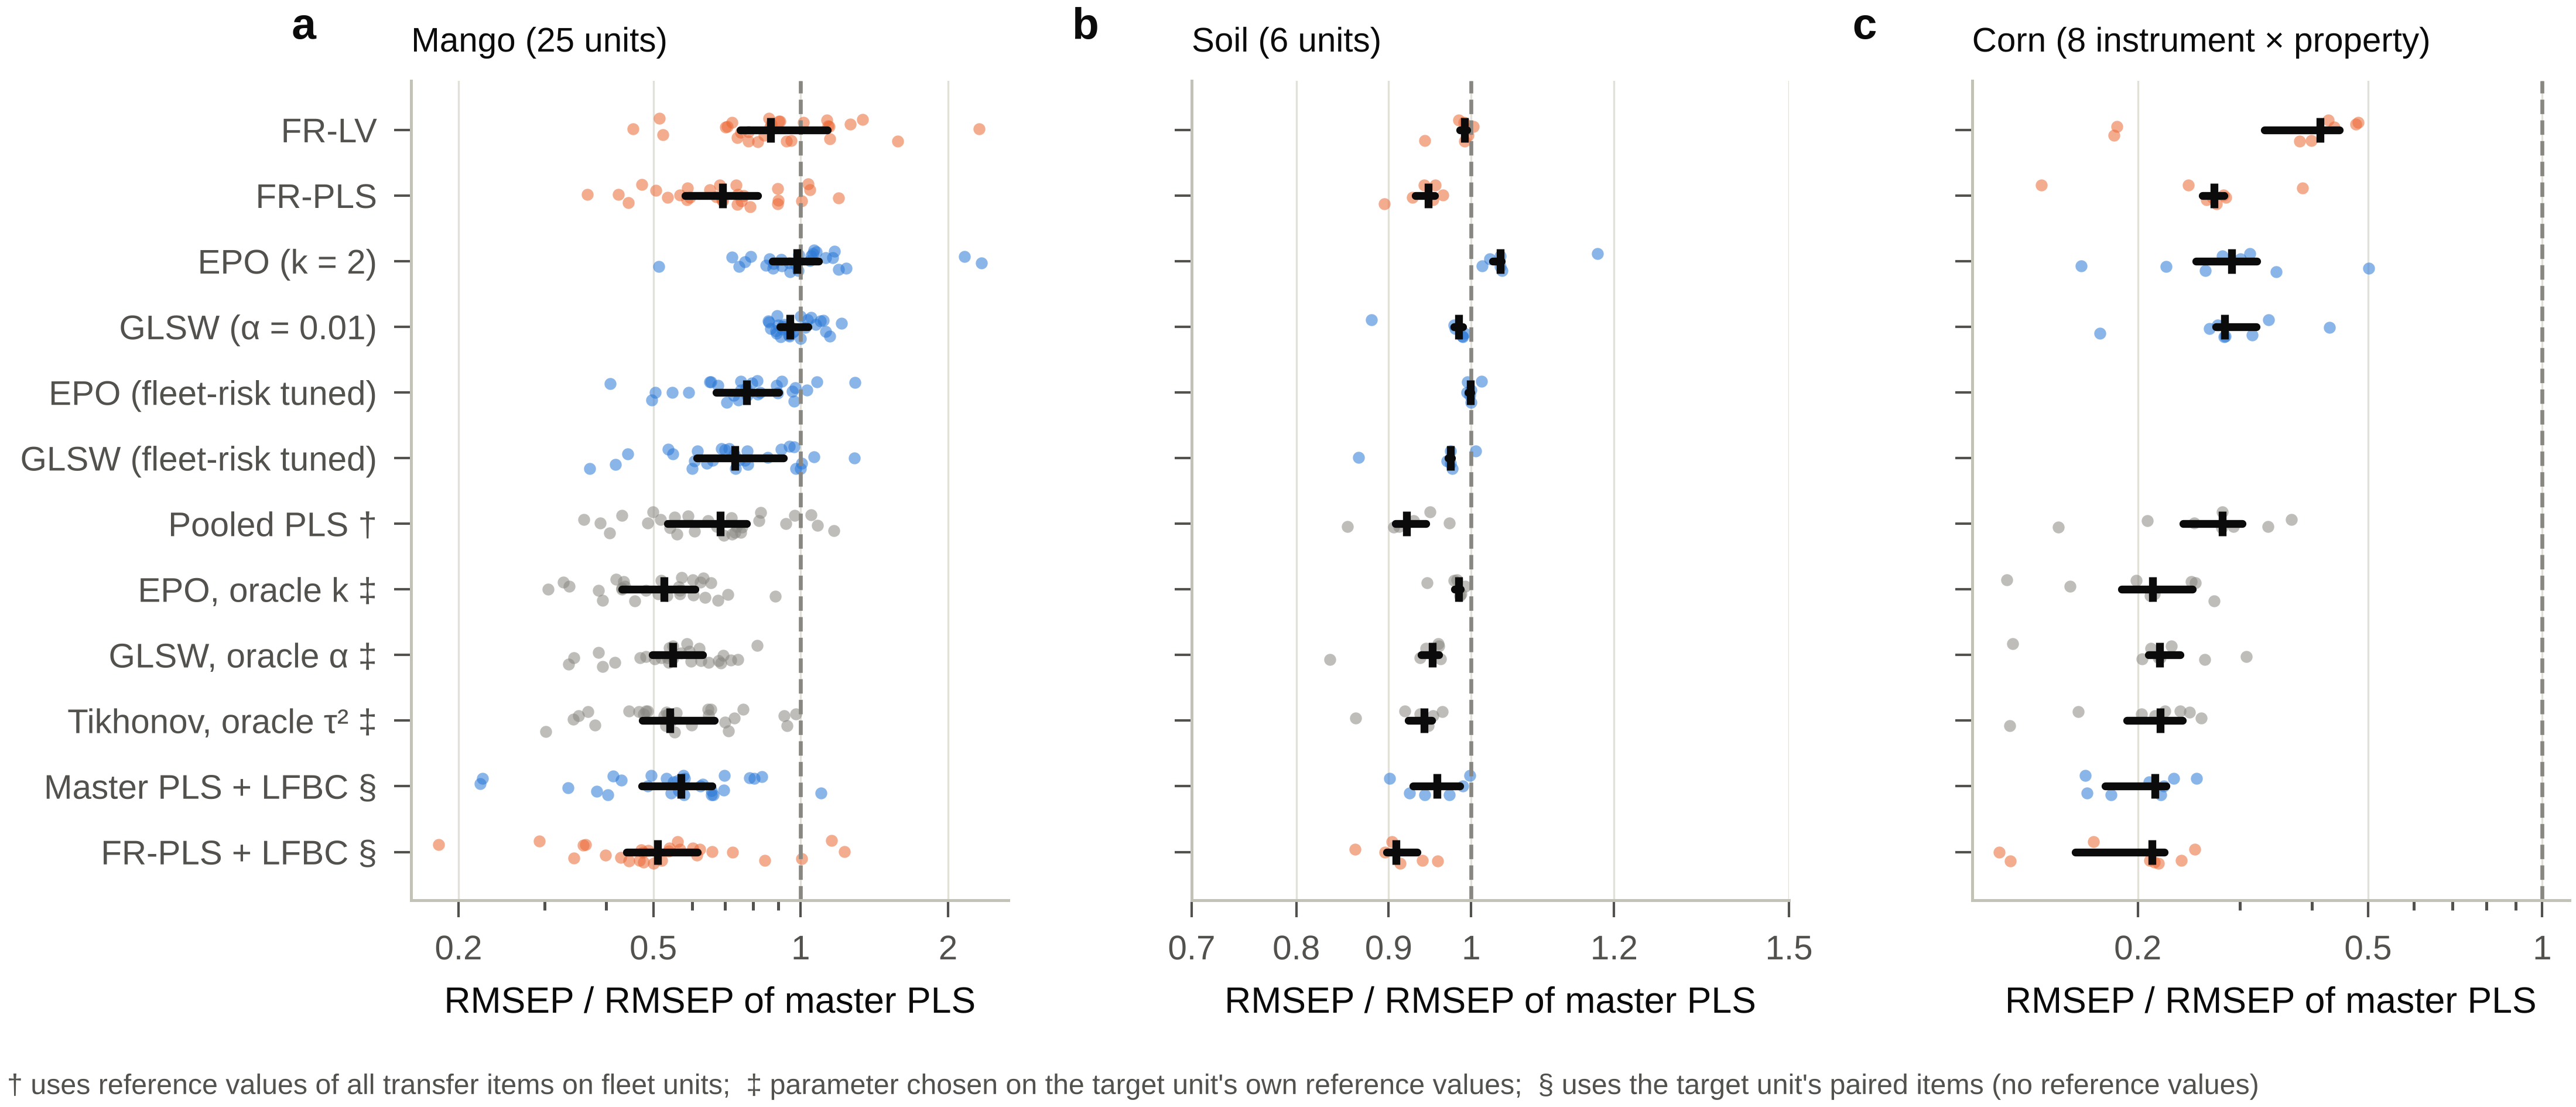 a
Mango (25 units)
b
Soil (6 units)
c
Corn (8 instrument × property)
FR-LV
FR-PLS
EPO (k = 2)
GLSW (α = 0.01)
EPO (fleet-risk tuned)
GLSW (fleet-risk tuned)
Pooled PLS †
EPO, oracle k ‡
GLSW, oracle α ‡
Tikhonov, oracle τ² ‡
Master PLS + LFBC §
FR-PLS + LFBC §
0.2 0.5 1 2
0.7 0.8 0.9 1 1.2 1.5
0.2 0.5 1
RMSEP / RMSEP of master PLS
RMSEP / RMSEP of master PLS
RMSEP / RMSEP of master PLS
† uses reference values of all transfer items on fleet units; ‡ parameter chosen on the target unit's own reference values; § uses the target unit's paired items (no reference values)